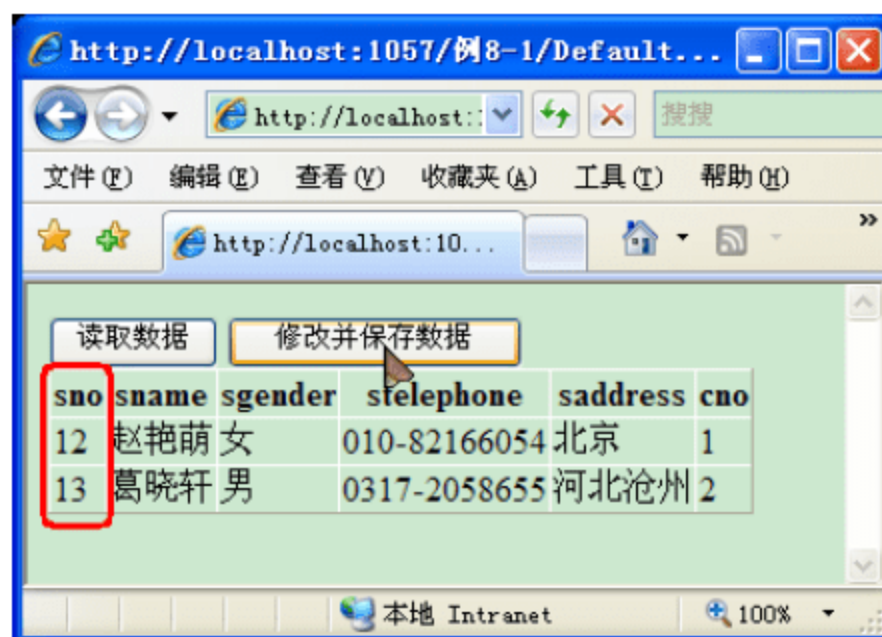 http://localhost:1057/例8-1/Default...
http://localhost: 搜搜
文件(F) 编辑(E) 查看(V) 收藏夹(A) 工具(T) 帮助(H)
http://localhost:10... »
读取数据 修改并保存数据
sno sname sgender stelephone saddress cno
12 赵艳萌 女 010-82166054 北京 1
13 葛晓轩 男 0317-2058655 河北沧州 2
本地 Intranet 100%